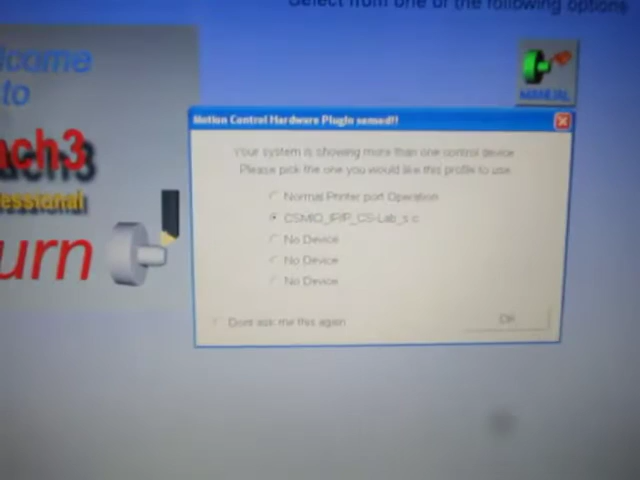 Select from one of the following options
lcome
to
ach3
essional
urn
MANUAL
Motion Control Hardware PlugIn sensed!!
Your system is showing more than one control device.
Please pick the one you would like this profile to use.
Normal Printer port Operation
CSMIO_IP/P_CS-Lab_s.c
No Device
No Device
No Device
Dont ask me this again
OK